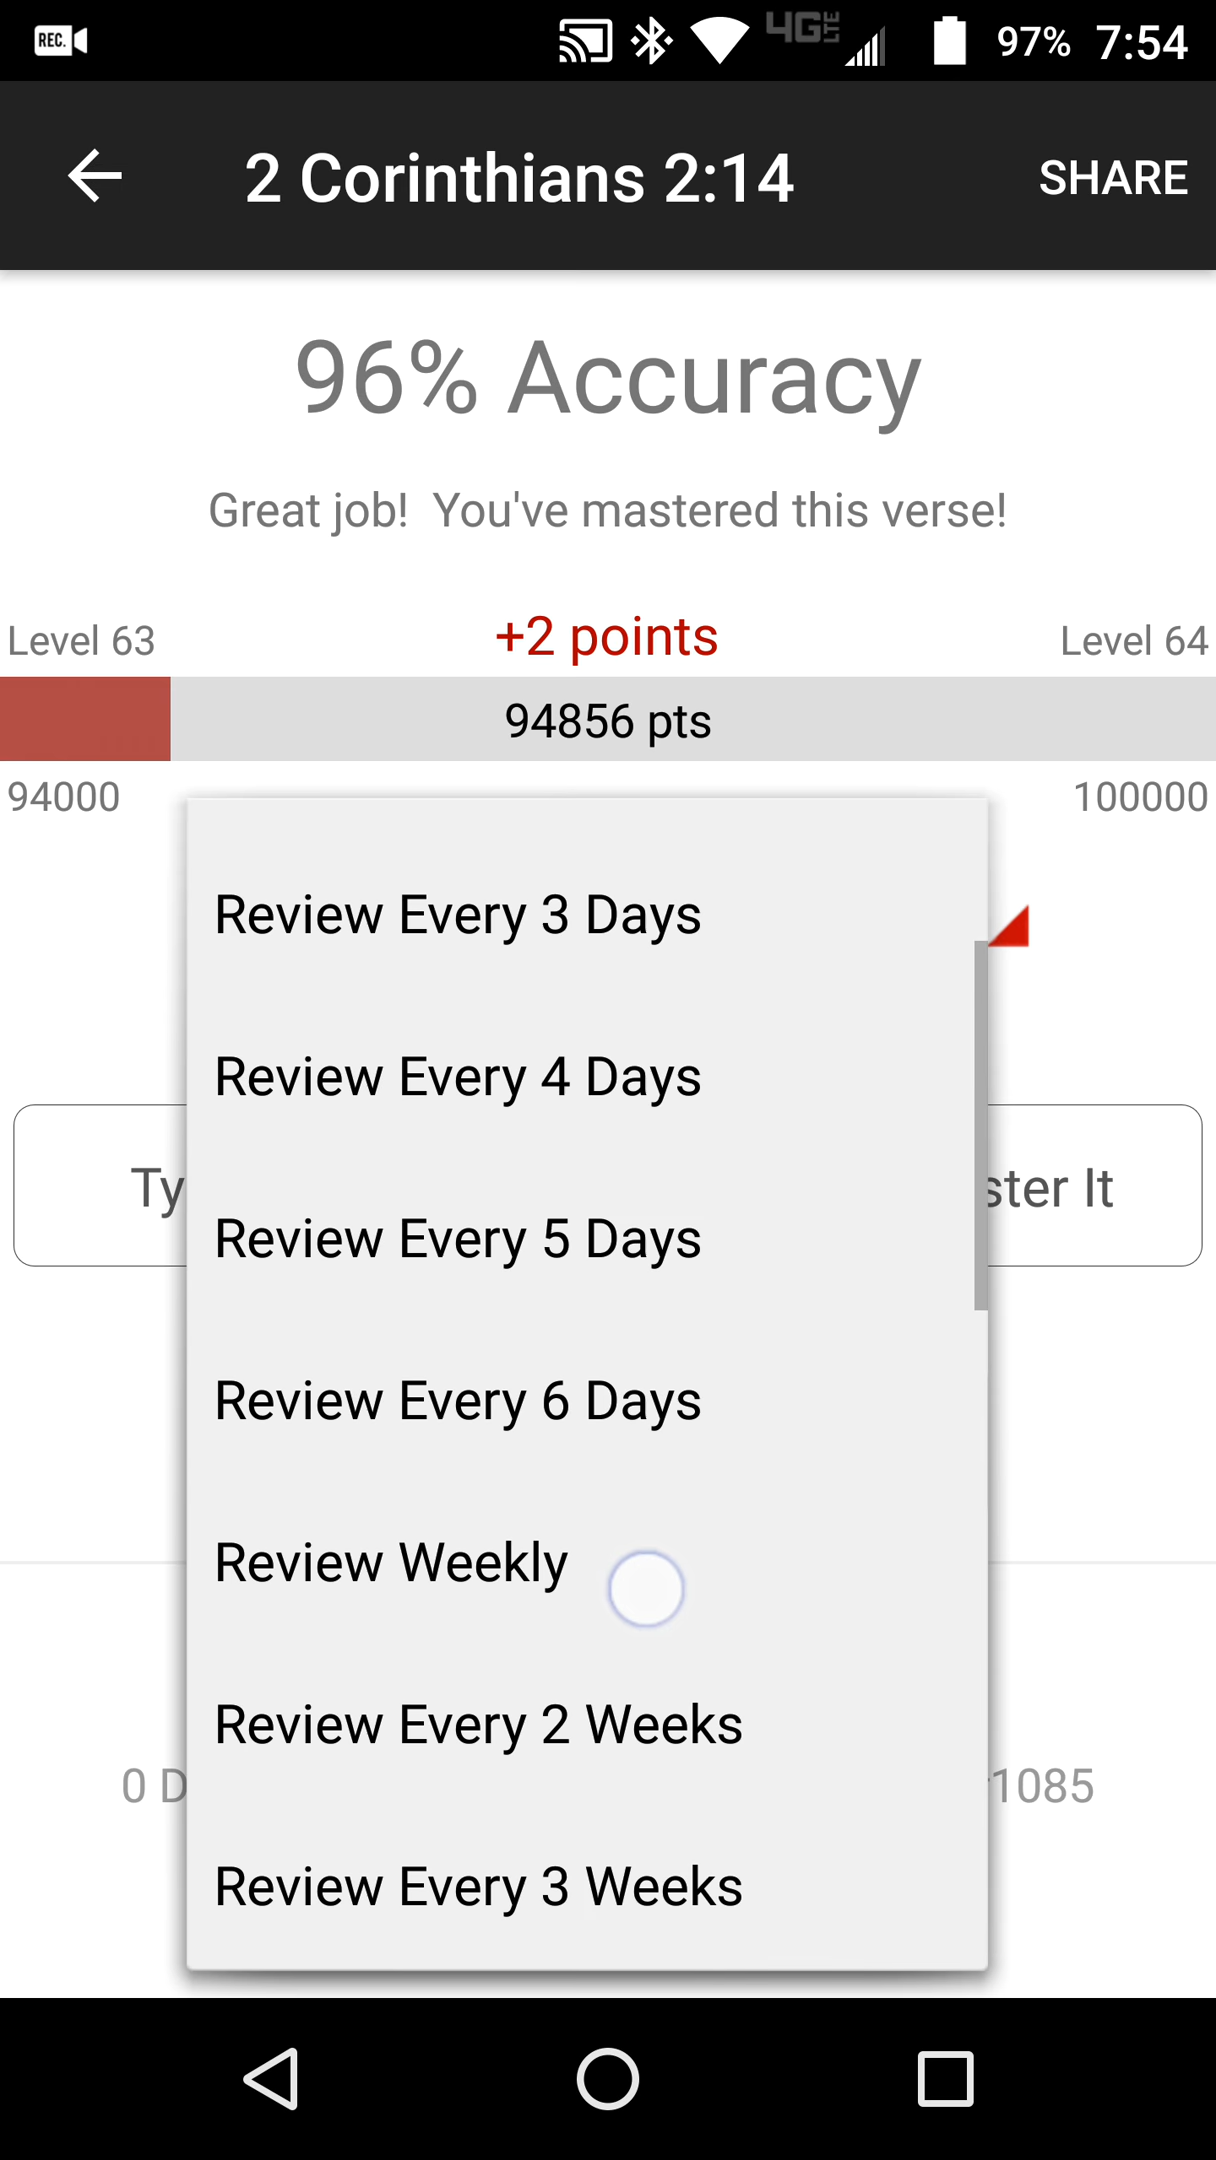 REC. 4G LTE 97% 7:54
2 Corinthians 2:14 SHARE
96% Accuracy
Great job!  You've mastered this verse!
Level 63 +2 points Level 64
94856 pts
94000 100000
Review Every 3 Days
Review Every 4 Days
Ty ster It
Review Every 5 Days
Review Every 6 Days
Review Weekly
Review Every 2 Weeks
0 D 1085
Review Every 3 Weeks